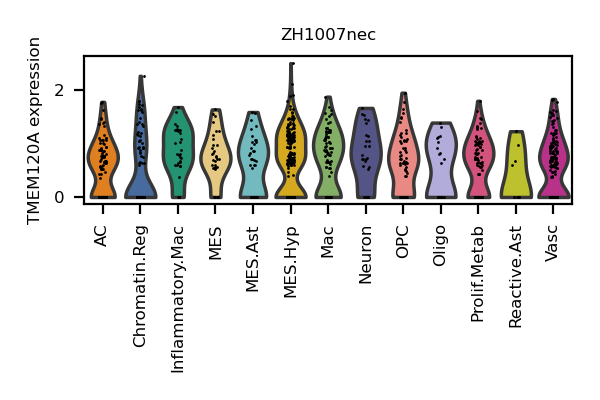 ZH1007nec
TMEM120A expression
2
0
AC
Chromatin.Reg
Inflammatory.Mac
MES
MES.Ast
MES.Hyp
Mac
Neuron
OPC
Oligo
Prolif.Metab
Reactive.Ast
Vasc